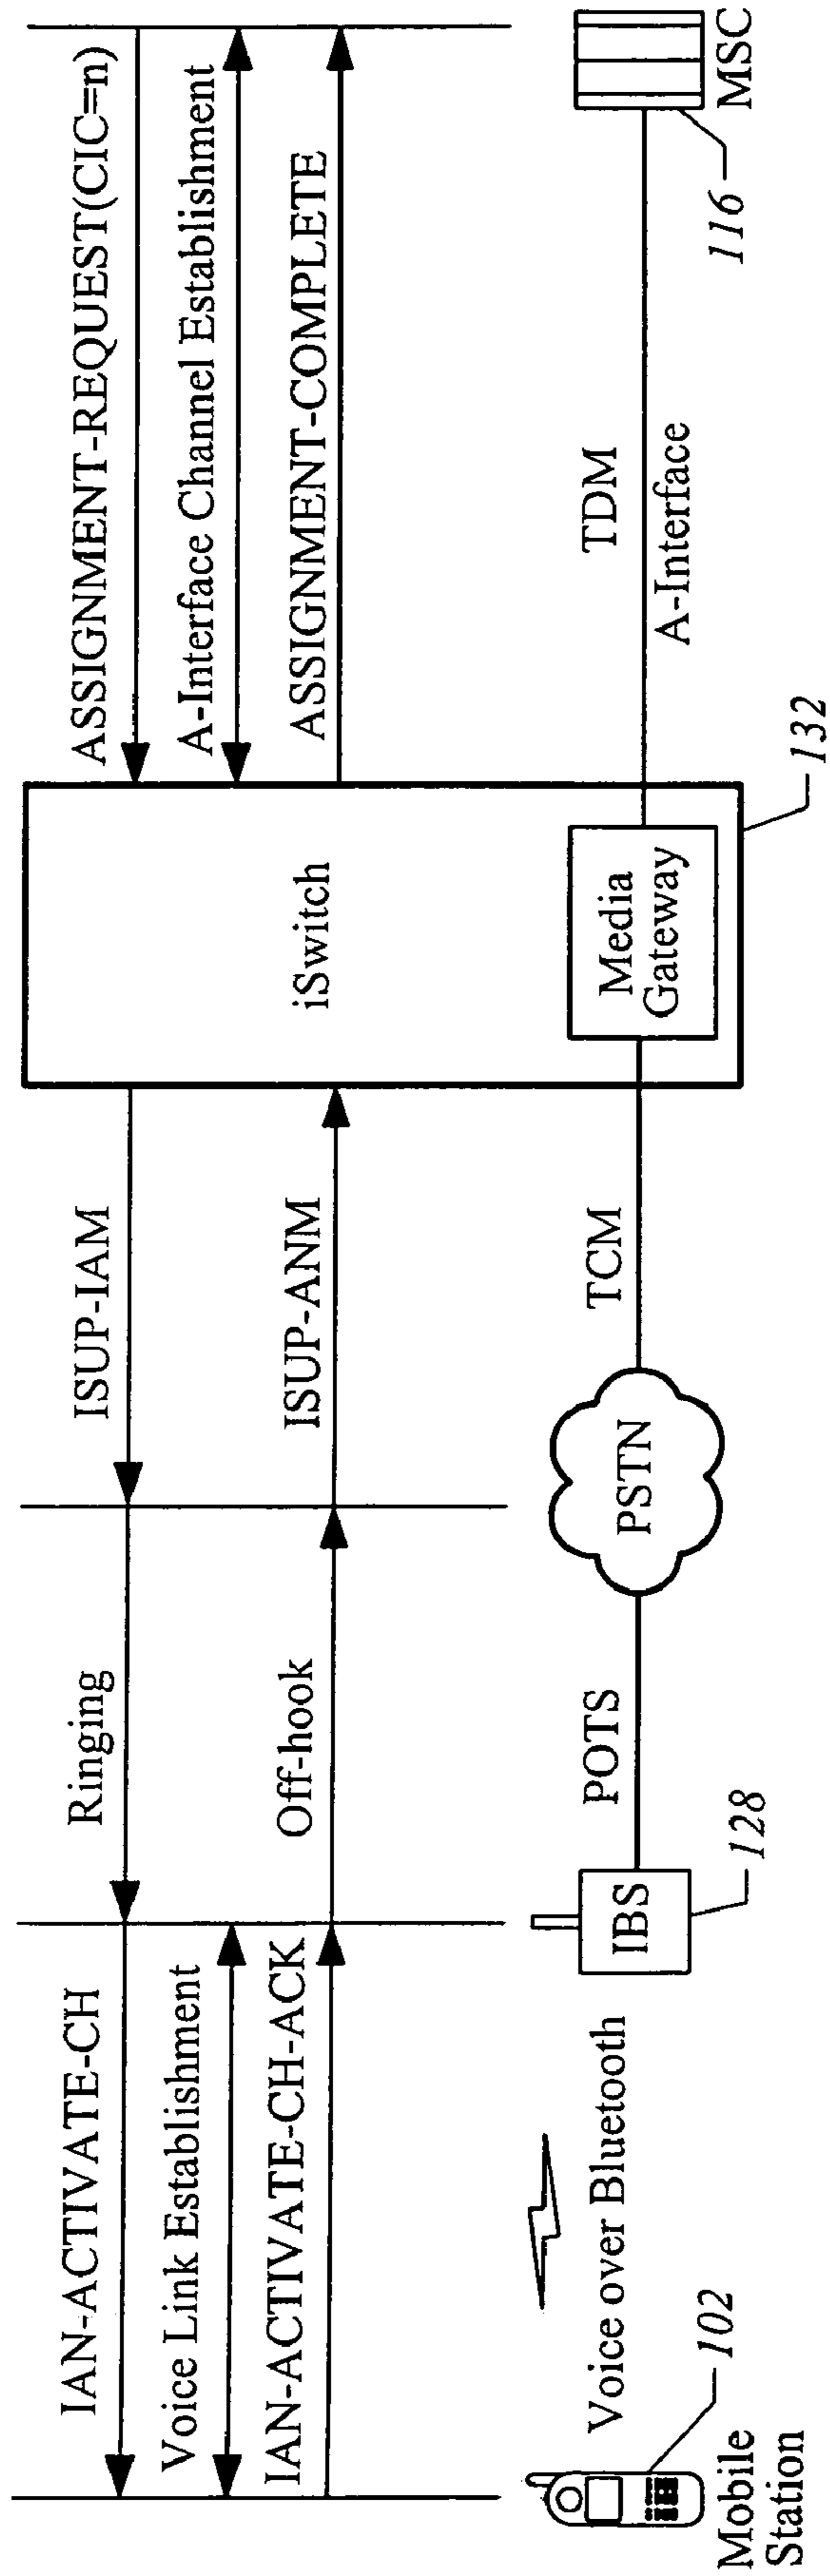 IAN-ACTIVATE-CH
Ringing
ISUP-IAM
ASSIGNMENT-REQUEST(CIC=n)
Voice Link Establishment
A-Interface Channel Establishment
IAN-ACTIVATE-CH-ACK
Off-hook
ISUP-ANM
ASSIGNMENT-COMPLETE
iSwitch
Voice over Bluetooth
POTS
TCM
TDM
A-Interface
IBS
PSTN
Media
Gateway
102
128
132
116
Mobile
Station
MSC